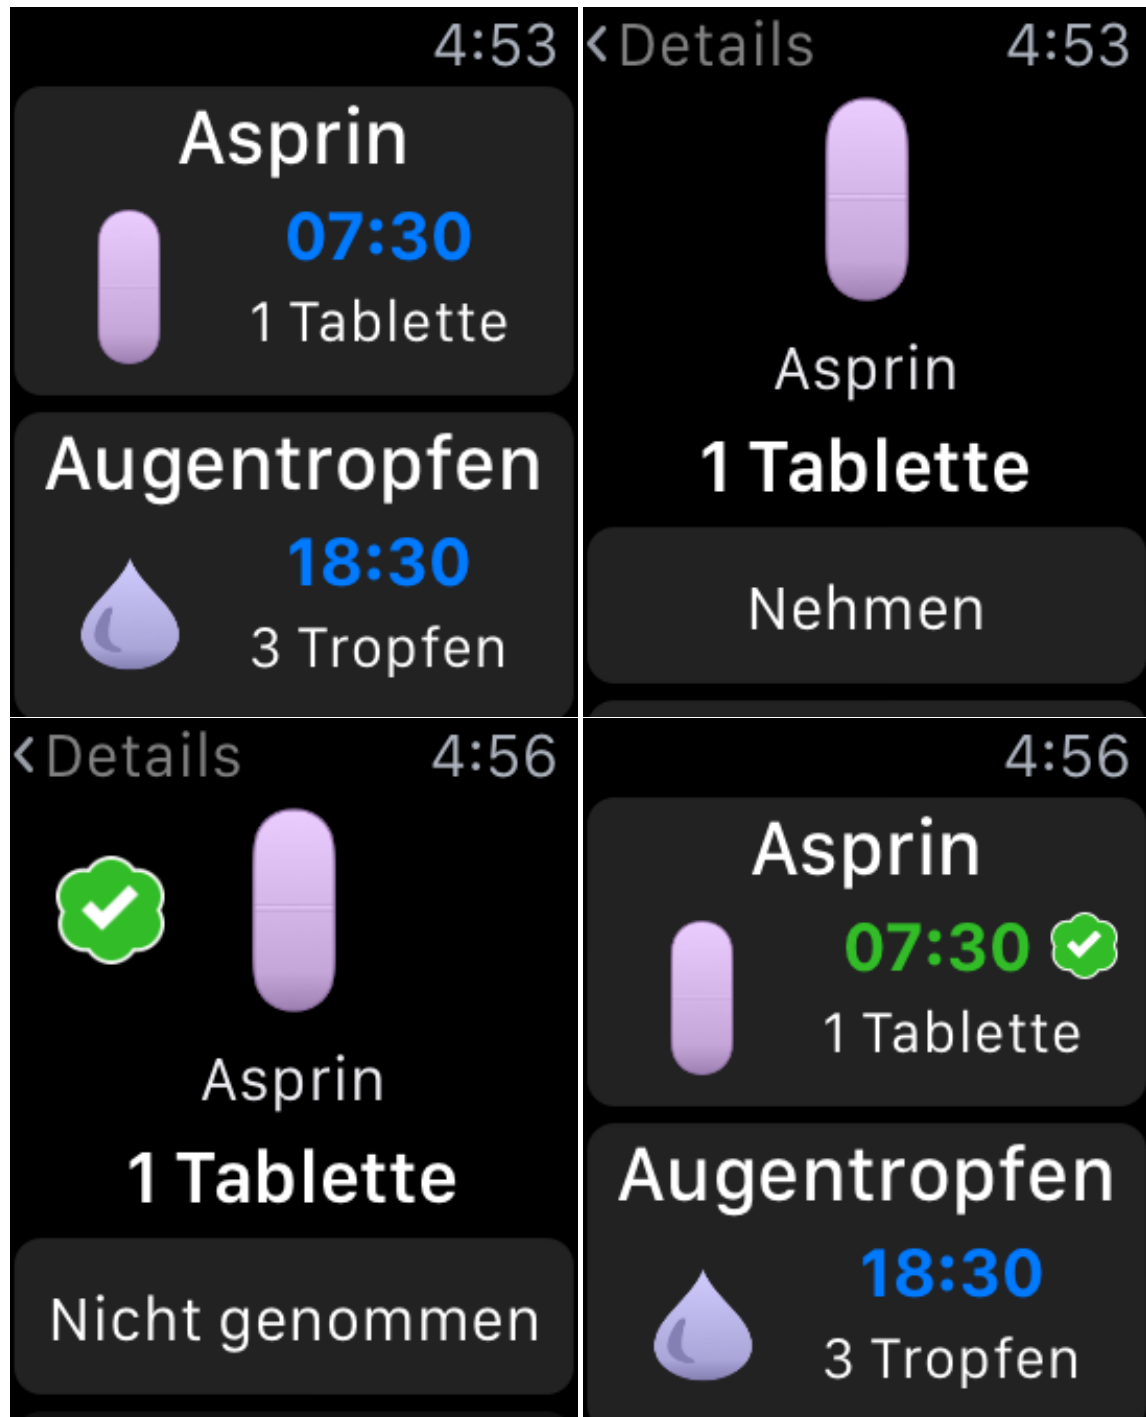 4:53
Asprin
07:30
1 Tablette
Augentropfen
18:30
3 Tropfen
Details 4:53
Asprin
1 Tablette
Nehmen
Details 4:56
Asprin
1 Tablette
Nicht genommen
4:56
Asprin
07:30
1 Tablette
Augentropfen
18:30
3 Tropfen